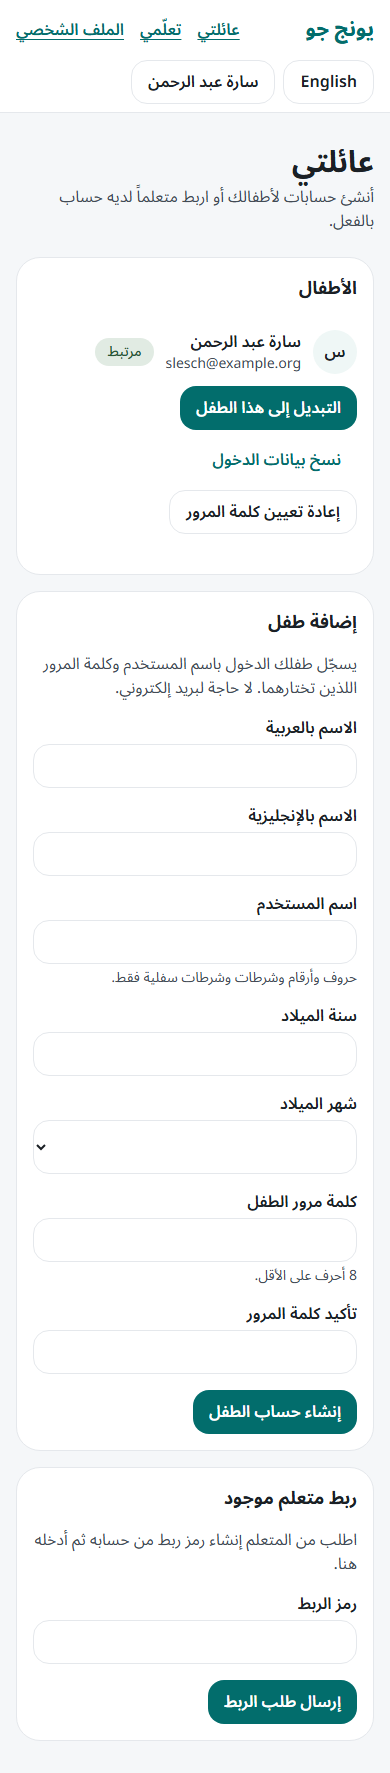 يونج جو
عائلتي تعلّمي الملف الشخصي
English سارة عبد الرحمن
عائلتي
أنشئ حسابات لأطفالك أو اربط متعلماً لديه حساب
بالفعل.
الأطفال
س
سارة عبد الرحمن
slesch@example.org
مرتبط
التبديل إلى هذا الطفل
نسخ بيانات الدخول
إعادة تعيين كلمة المرور
إضافة طفل
يسجّل طفلك الدخول باسم المستخدم وكلمة المرور
اللذين تختارهما. لا حاجة لبريد إلكتروني.
الاسم بالعربية
الاسم بالإنجليزية
اسم المستخدم
حروف وأرقام وشرطات وشرطات سفلية فقط.
سنة الميلاد
شهر الميلاد
كلمة مرور الطفل
8 أحرف على الأقل.
تأكيد كلمة المرور
إنشاء حساب الطفل
ربط متعلم موجود
اطلب من المتعلم إنشاء رمز ربط من حسابه ثم أدخله
هنا.
رمز الربط
إرسال طلب الربط